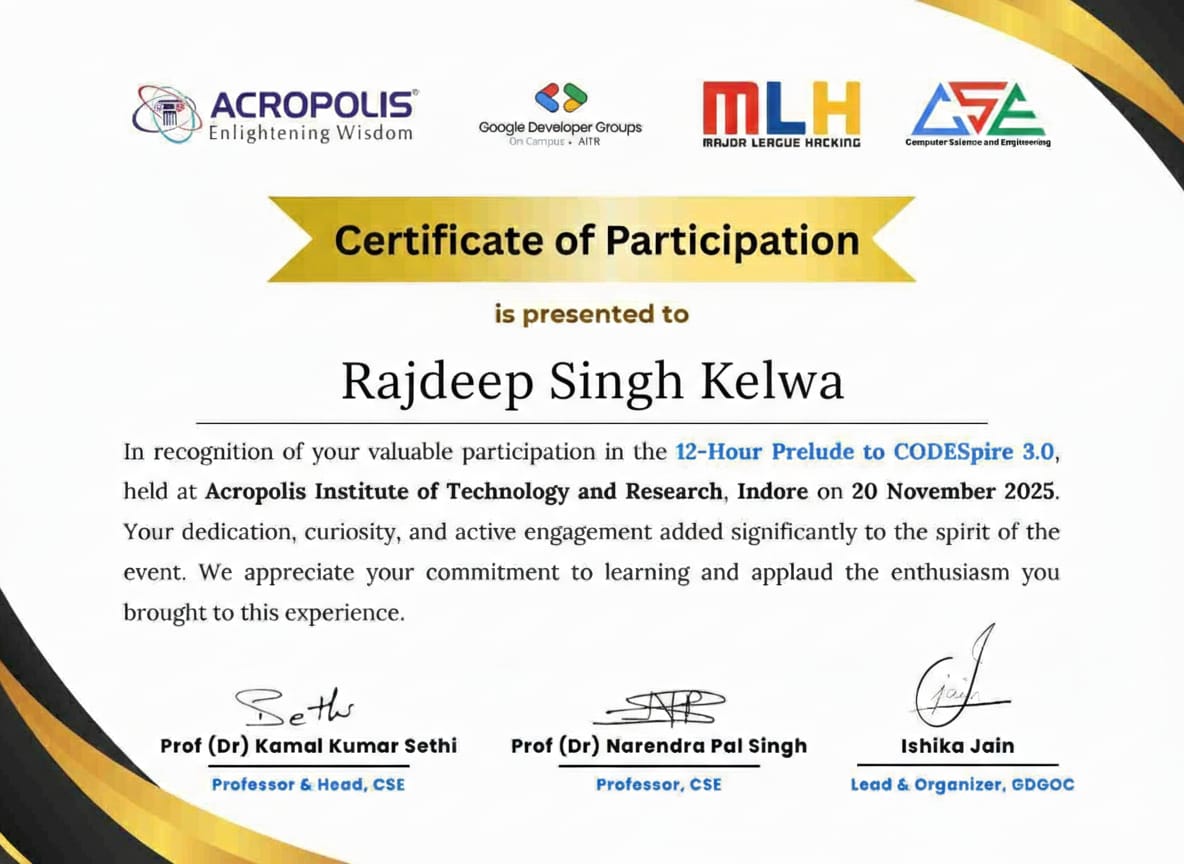 ACROPOLIS®
Enlightening Wisdom
Google Developer Groups
On Campus • AITR
MLH
MAJOR LEAGUE HACKING
CSE
Computer Science and Engineering
Certificate of Participation
is presented to
Rajdeep Singh Kelwa
In recognition of your valuable participation in the 12-Hour Prelude to CODESpire 3.0,
held at Acropolis Institute of Technology and Research, Indore on 20 November 2025.
Your dedication, curiosity, and active engagement added significantly to the spirit of the
event. We appreciate your commitment to learning and applaud the enthusiasm you
brought to this experience.
Sethi
jain
Prof (Dr) Kamal Kumar Sethi
Prof (Dr) Narendra Pal Singh
Ishika Jain
Professor & Head, CSE
Professor, CSE
Lead & Organizer, GDGOC